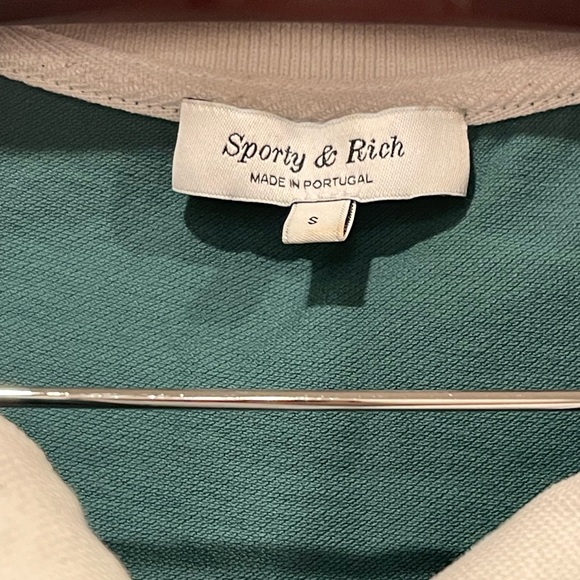 Sporty & Rich
MADE IN PORTUGAL
S